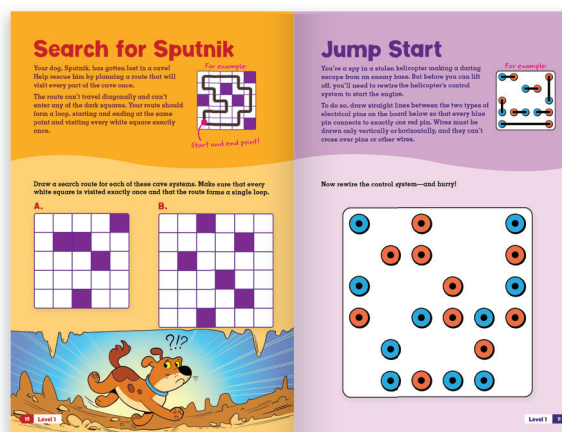 Search for Sputnik
Your dog, Sputnik, has gotten lost in a cave!
Help rescue him by planning a route that will
visit every part of the cave once.
The route can't travel diagonally and can't
enter any of the dark squares. Your route should
form a loop, starting and ending at the same
point and visiting every white square exactly
once.
For example:
Start and end point!
Draw a search route for each of these cave systems. Make sure that every
white square is visited exactly once and that the route forms a single loop.
A.
B.
?!?
10 Level 1
Jump Start
You're a spy in a stolen helicopter making a daring
escape from an enemy base. But before you can lift
off, you'll need to rewire the helicopter's control
system to start the engine.
To do so, draw straight lines between the two types of
electrical pins on the board below so that every blue
pin connects to exactly one red pin. Wires must be
drawn only vertically or horizontally, and they can't
cross over pins or other wires.
For example:
Now rewire the control system—and hurry!
Level 1 11